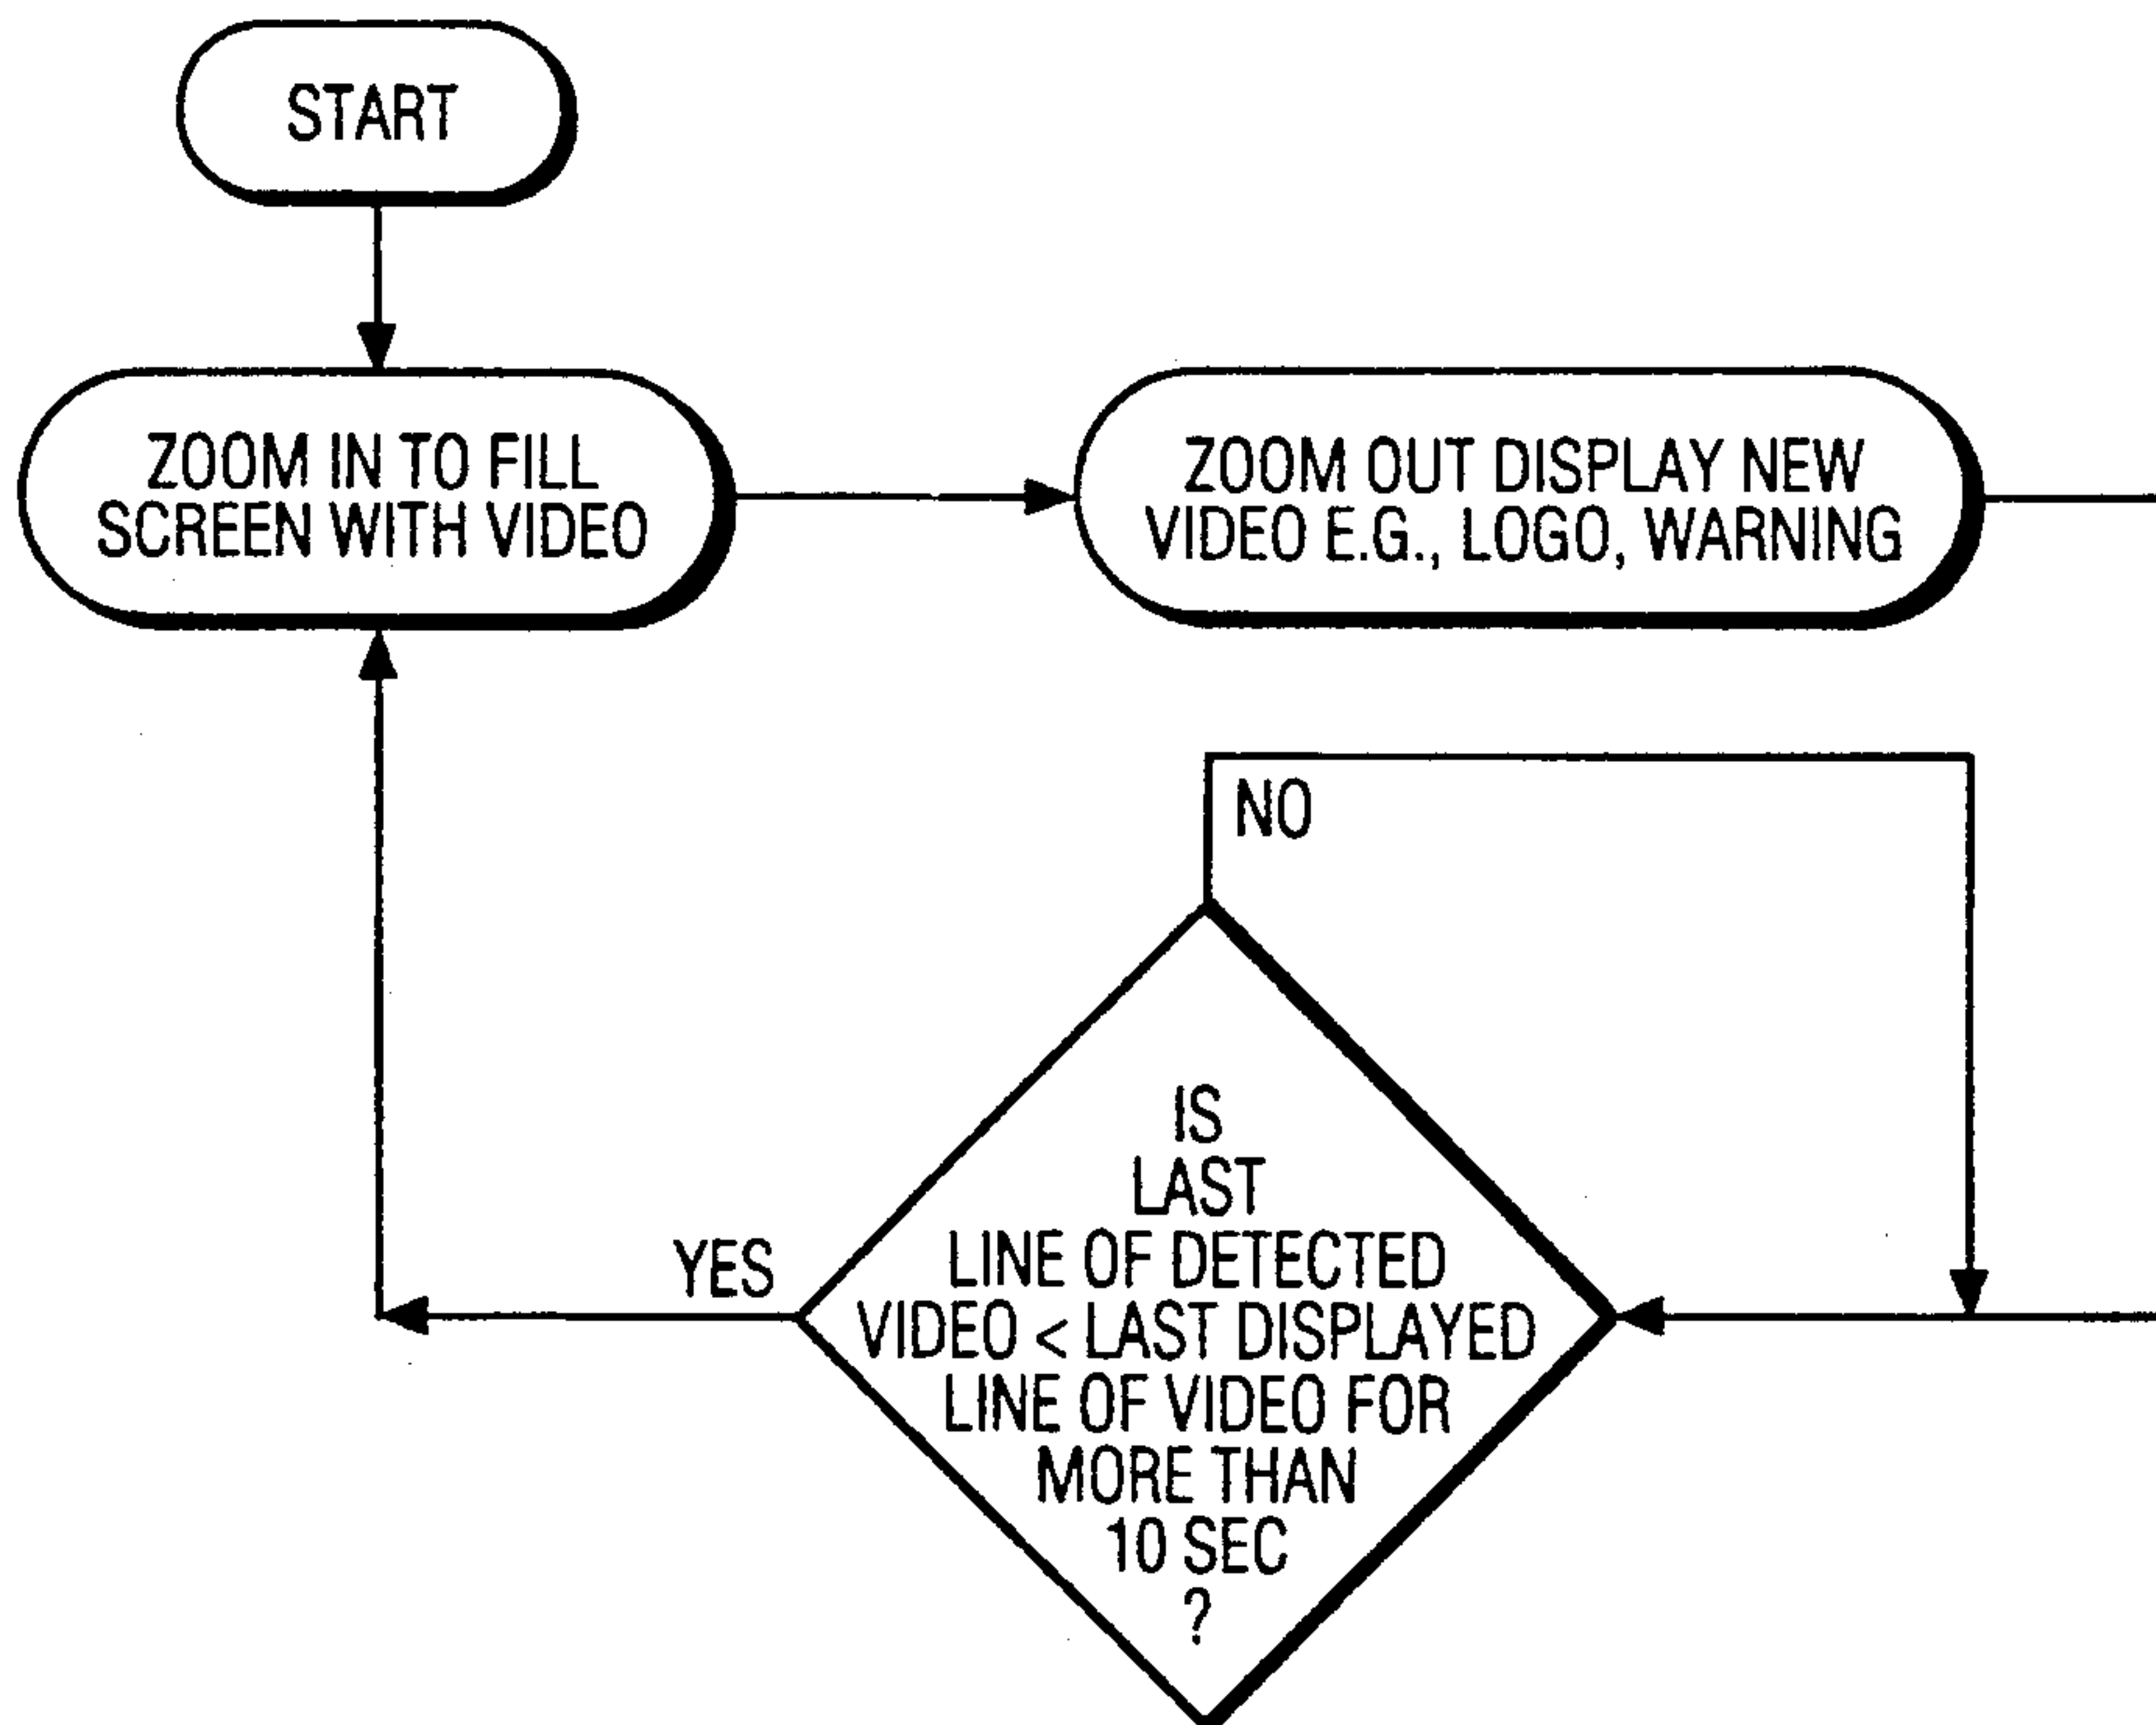 START
ZOOM IN TO FILL
SCREEN WITH VIDEO
ZOOM OUT DISPLAY NEW
VIDEO E.G., LOGO, WARNING
NO
YES
IS
LAST
LINE OF DETECTED
VIDEO < LAST DISPLAYED
LINE OF VIDEO FOR
MORE THAN
10 SEC
?